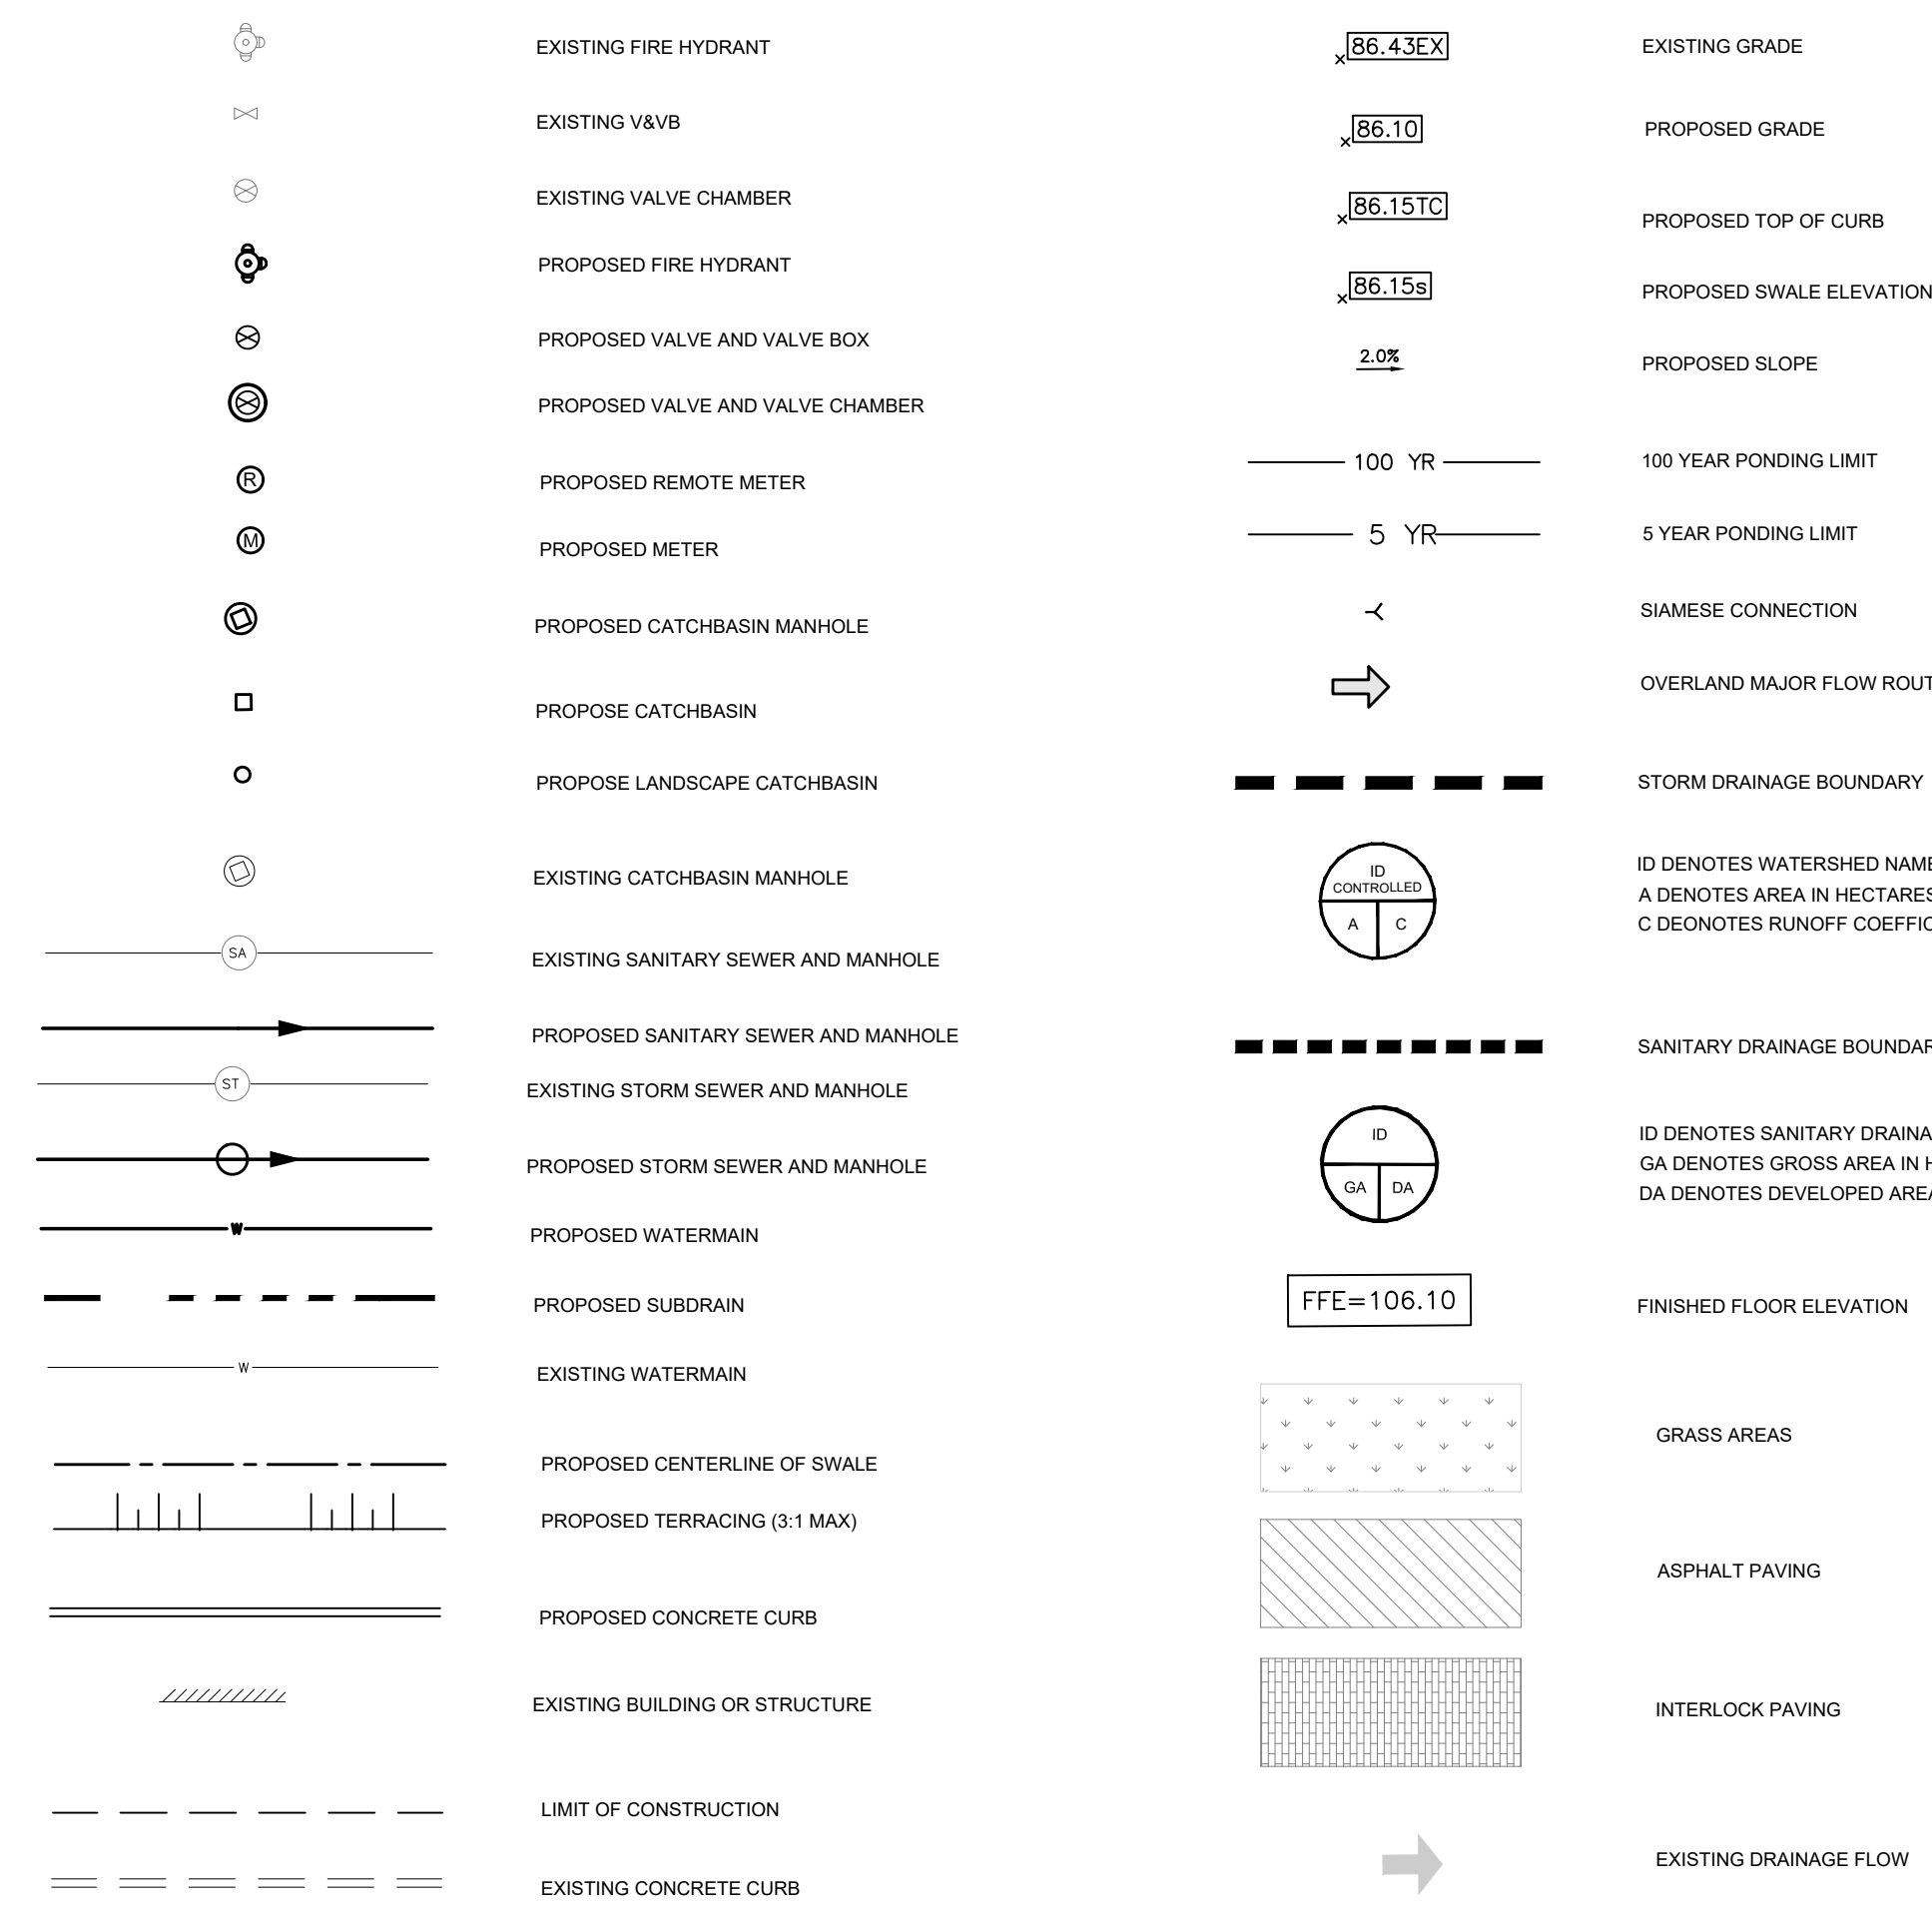 EXISTING FIRE HYDRANT
EXISTING V&VB
EXISTING VALVE CHAMBER
PROPOSED FIRE HYDRANT
PROPOSED VALVE AND VALVE BOX
PROPOSED VALVE AND VALVE CHAMBER
R PROPOSED REMOTE METER
M PROPOSED METER
PROPOSED CATCHBASIN MANHOLE
PROPOSE CATCHBASIN
PROPOSE LANDSCAPE CATCHBASIN
EXISTING CATCHBASIN MANHOLE
SA EXISTING SANITARY SEWER AND MANHOLE
PROPOSED SANITARY SEWER AND MANHOLE
ST EXISTING STORM SEWER AND MANHOLE
PROPOSED STORM SEWER AND MANHOLE
W PROPOSED WATERMAIN
PROPOSED SUBDRAIN
W EXISTING WATERMAIN
PROPOSED CENTERLINE OF SWALE
PROPOSED TERRACING (3:1 MAX)
PROPOSED CONCRETE CURB
EXISTING BUILDING OR STRUCTURE
LIMIT OF CONSTRUCTION
EXISTING CONCRETE CURB
x 86.43EX EXISTING GRADE
x 86.10 PROPOSED GRADE
x 86.15TC PROPOSED TOP OF CURB
x 86.15s PROPOSED SWALE ELEVATION
2.0% PROPOSED SLOPE
100 YR 100 YEAR PONDING LIMIT
5 YR 5 YEAR PONDING LIMIT
SIAMESE CONNECTION
OVERLAND MAJOR FLOW ROUT
STORM DRAINAGE BOUNDARY
ID
CONTROLLED
A C
ID DENOTES WATERSHED NAME
A DENOTES AREA IN HECTARES
C DEONOTES RUNOFF COEFFIC
SANITARY DRAINAGE BOUNDAR
ID
GA DA
ID DENOTES SANITARY DRAINA
GA DENOTES GROSS AREA IN H
DA DENOTES DEVELOPED AREA
FFE=106.10 FINISHED FLOOR ELEVATION
GRASS AREAS
ASPHALT PAVING
INTERLOCK PAVING
EXISTING DRAINAGE FLOW